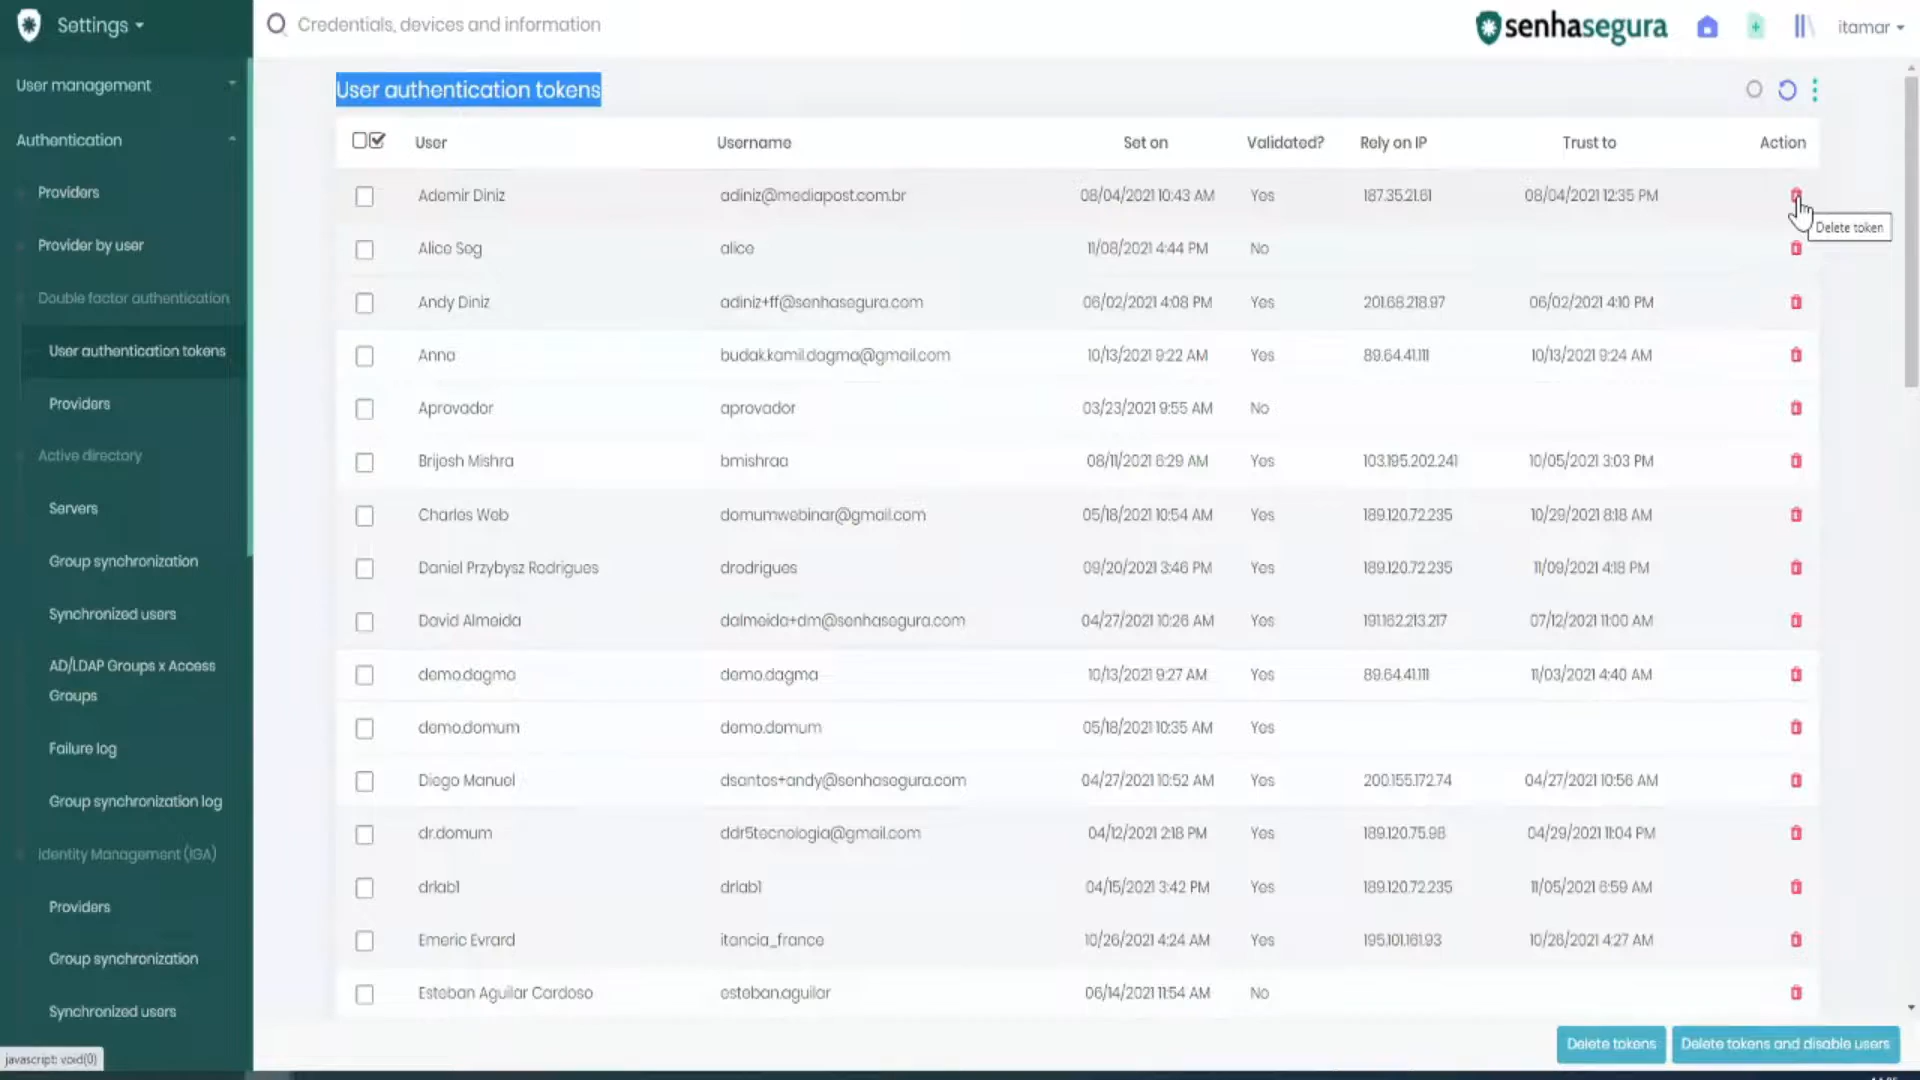 Settings
Credentials, devices and information
senhasegura
itamar
User management
Authentication
Providers
Provider by user
Double factor authentication
User authentication tokens
Providers
Active directory
Servers
Group synchronization
Synchronized users
AD/LDAP Groups x Access
Groups
Failure log
Group synchronization log
Identity Management (IGA)
Providers
Group synchronization
Synchronized users
javascript: void(0)
User authentication tokens
User Username Set on Validated? Rely on IP Trust to Action
Ademir Diniz adiniz@mediapost.com.br 08/04/2021 10:43 AM Yes 187.35.21.61 08/04/2021 12:35 PM
Delete token
Alice Seg alice 11/08/2021 4:44 PM No
Andy Diniz adiniz+ff@senhasegura.com 06/02/2021 4:08 PM Yes 201.68.218.97 06/02/2021 4:10 PM
Anna budak.kamil.dagma@gmail.com 10/13/2021 9:22 AM Yes 89.64.41.111 10/13/2021 9:24 AM
Aprovador aprovador 03/23/2021 9:55 AM No
Brijesh Mishra bmishraa 08/11/2021 6:29 AM Yes 103.195.202.241 10/05/2021 3:03 PM
Charles Web domumwebinar@gmail.com 05/18/2021 10:54 AM Yes 189.120.72.235 10/29/2021 8:18 AM
Daniel Przybysz Rodrigues drodrigues 09/20/2021 3:46 PM Yes 189.120.72.235 11/09/2021 4:18 PM
David Almeida dalmeida+dm@senhasegura.com 04/27/2021 10:26 AM Yes 191.162.213.217 07/12/2021 11:00 AM
demo.dagma demo.dagma 10/13/2021 9:27 AM Yes 89.64.41.111 11/03/2021 4:40 AM
demo.domum demo.domum 05/18/2021 10:35 AM Yes
Diego Manuel dsantos+andy@senhasegura.com 04/27/2021 10:52 AM Yes 200.155.172.74 04/27/2021 10:56 AM
dr.domum ddr5tecnologia@gmail.com 04/12/2021 2:18 PM Yes 189.120.75.98 04/29/2021 11:04 PM
drlab1 drlab1 04/15/2021 3:42 PM Yes 189.120.72.235 11/05/2021 6:59 AM
Emeric Evrard itancia_france 10/26/2021 4:24 AM Yes 195.101.161.93 10/26/2021 4:27 AM
Esteban Aguilar Cardoso esteban.aguilar 06/14/2021 11:54 AM No
Delete tokens
Delete tokens and disable users